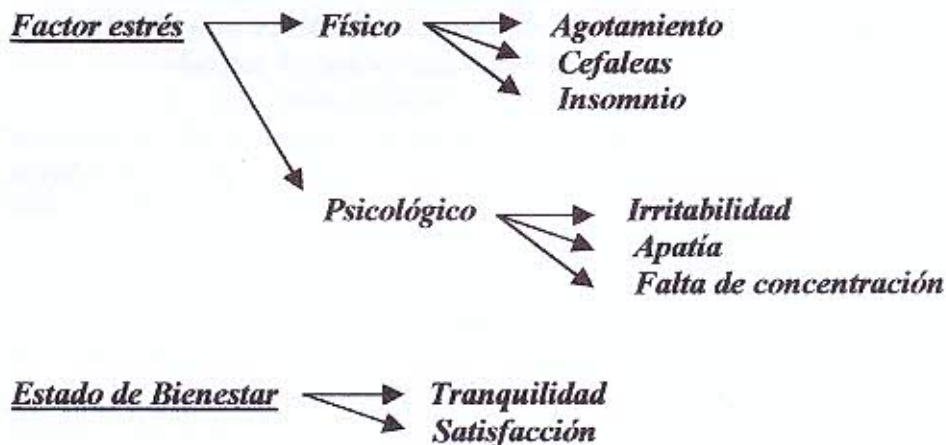 Factor estrés Físico Agotamiento
Cefaleas
Insomnio
Psicológico Irritabilidad
Apatía
Falta de concentración
Estado de Bienestar Tranquilidad
Satisfacción